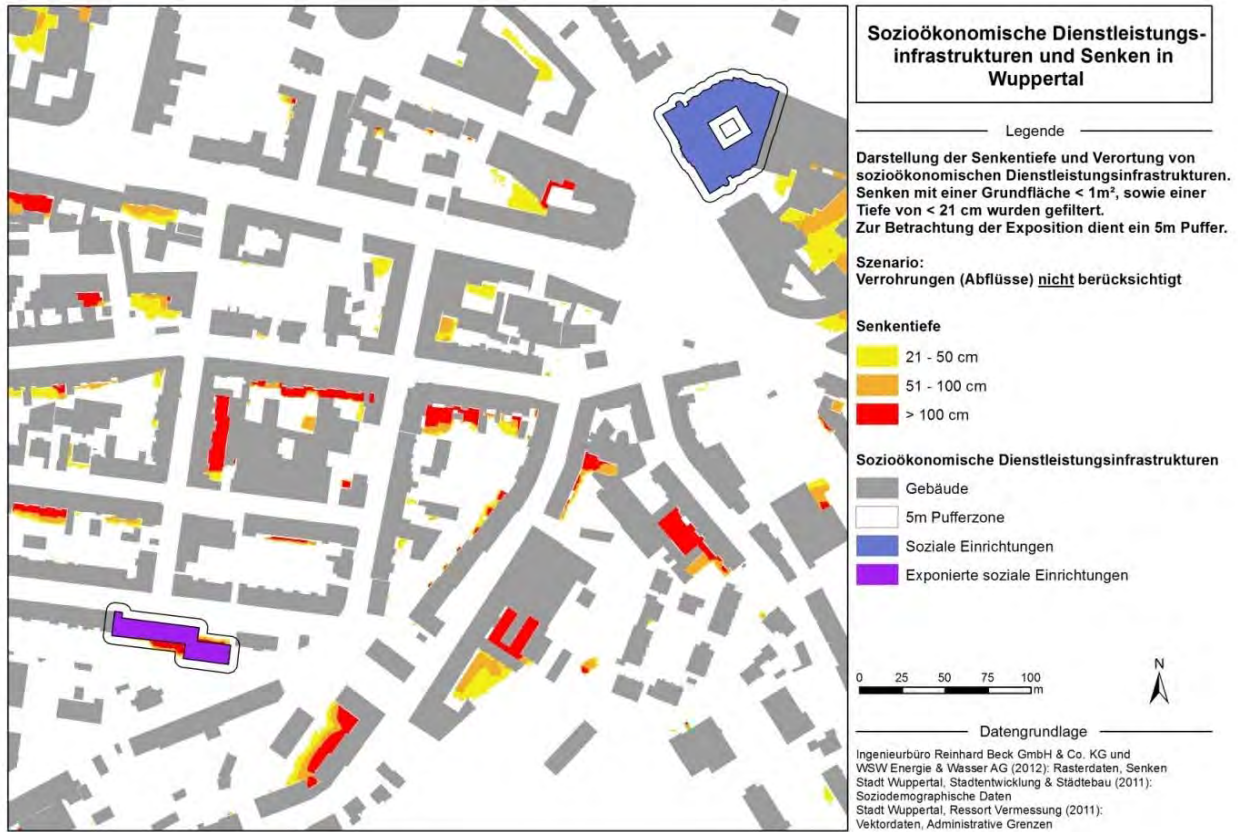 Sozioökonomische Dienstleistungs-
infrastrukturen und Senken in
Wuppertal
Legende
Darstellung der Senkentiefe und Verortung von
sozioökonomischen Dienstleistungsinfrastrukturen.
Senken mit einer Grundfläche < 1m², sowie einer
Tiefe von < 21 cm wurden gefiltert.
Zur Betrachtung der Exposition dient ein 5m Puffer.
Szenario:
Verrohrungen (Abflüsse) nicht berücksichtigt
Senkentiefe
21 - 50 cm
51 - 100 cm
> 100 cm
Sozioökonomische Dienstleistungsinfrastrukturen
Gebäude
5m Pufferzone
Soziale Einrichtungen
Exponierte soziale Einrichtungen
0 25 50 75 100
m
N
Datengrundlage
Ingenieurbüro Reinhard Beck GmbH & Co. KG und
WSW Energie & Wasser AG (2012): Rasterdaten, Senken
Stadt Wuppertal, Stadtentwicklung & Städtebau (2011):
Soziodemographische Daten
Stadt Wuppertal, Ressort Vermessung (2011):
Vektordaten, Administrative Grenzen